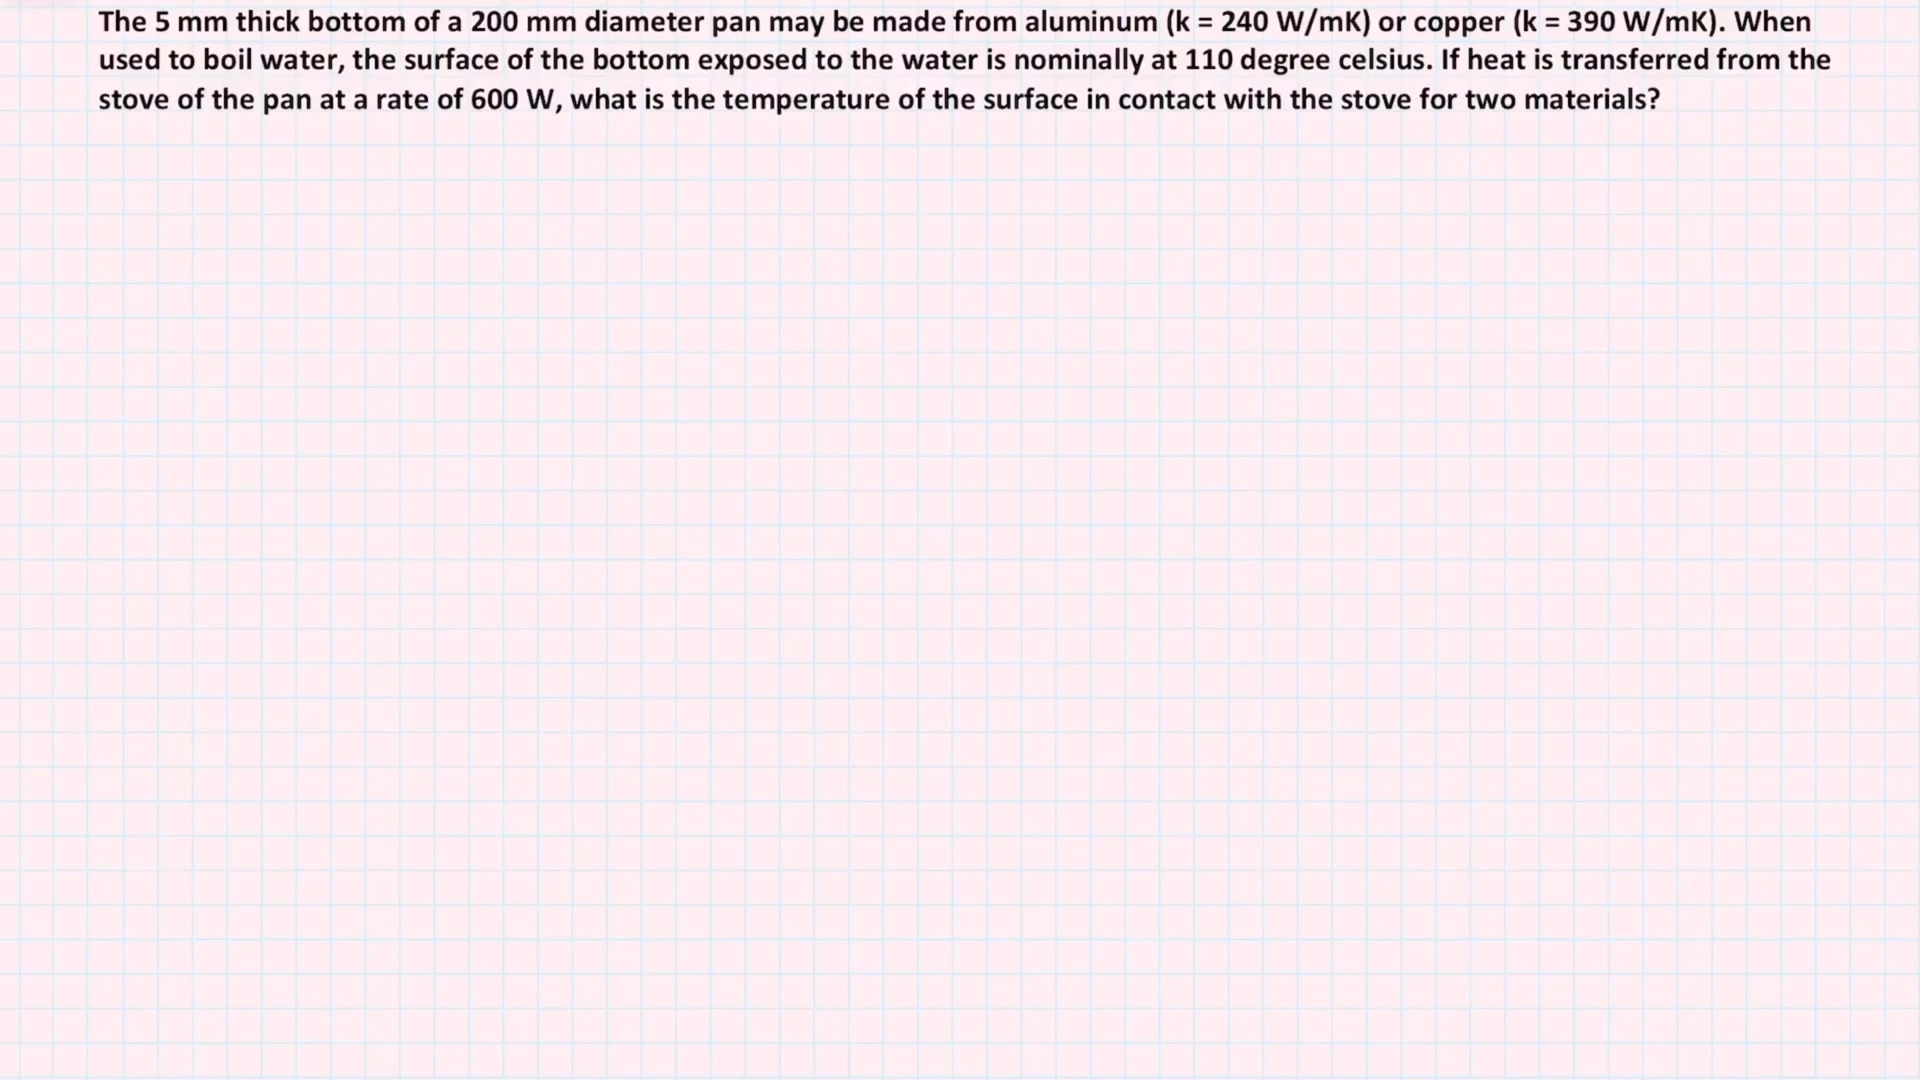 The 5 mm thick bottom of a 200 mm diameter pan may be made from aluminum (k = 240 W/mK) or copper (k = 390 W/mK). When
used to boil water, the surface of the bottom exposed to the water is nominally at 110 degree celsius. If heat is transferred from the
stove of the pan at a rate of 600 W, what is the temperature of the surface in contact with the stove for two materials?